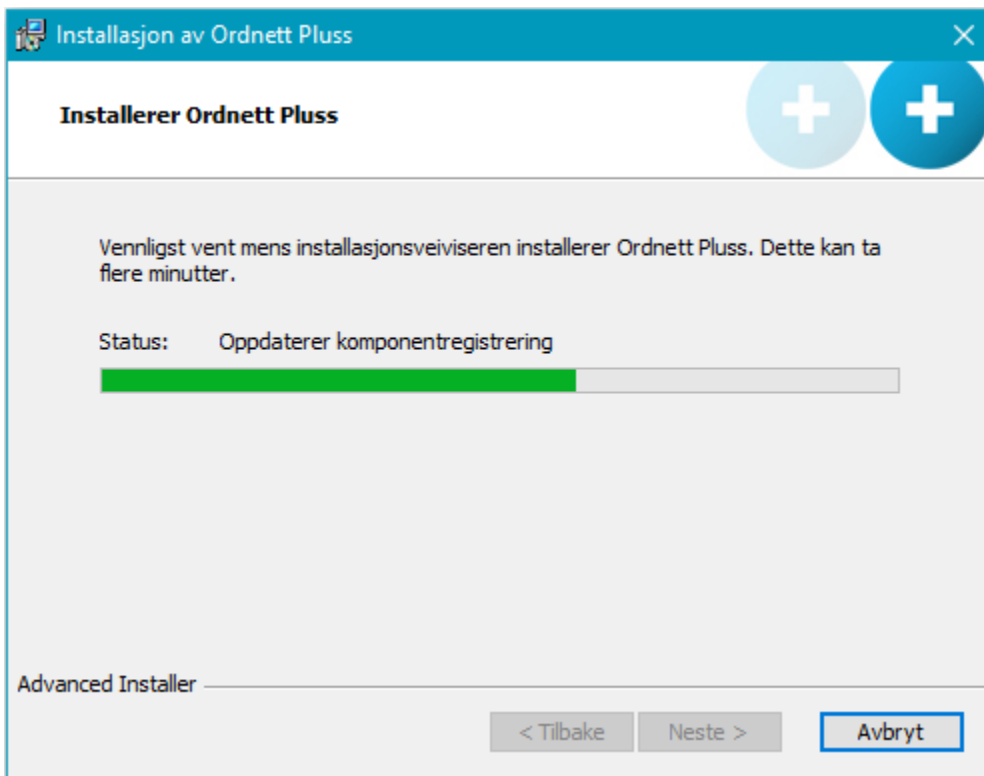 Installasjon av Ordnett Pluss
Installerer Ordnett Pluss
Vennligst vent mens installasjonsveiviseren installerer Ordnett Pluss. Dette kan ta
flere minutter.
Status: Oppdaterer komponentregistrering
Advanced Installer
< Tilbake Neste > Avbryt